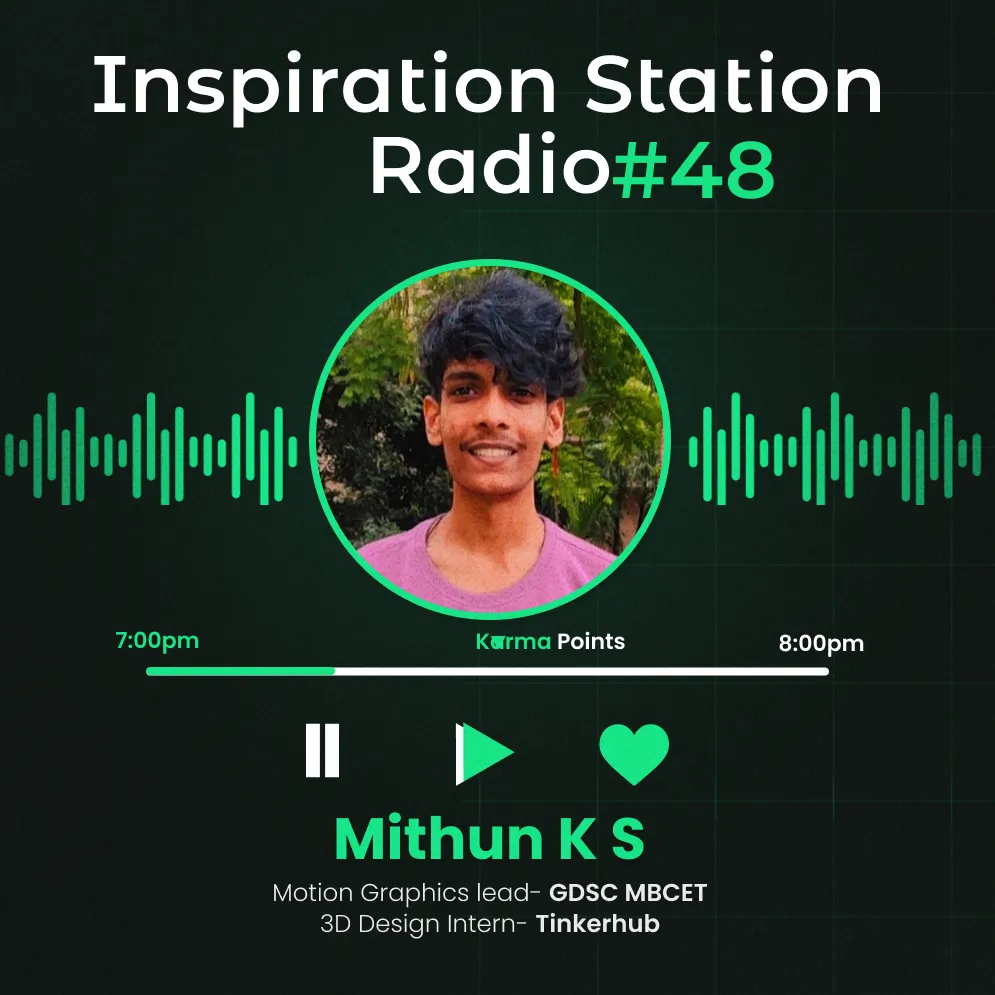 Inspiration Station
Radio#48
7:00pm
Karma Points
8:00pm
Mithun K S
Motion Graphics lead- GDSC MBCET
3D Design Intern- Tinkerhub